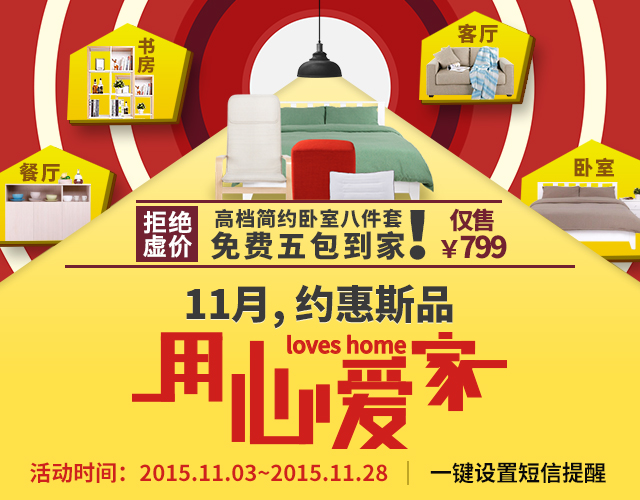 书房
客厅
餐厅
卧室
拒绝虚价
高档简约卧室八件套
免费五包到家！
仅售
￥799
11月，约惠斯品
loves home
用心爱家
活动时间：2015.11.03~2015.11.28
一键设置短信提醒